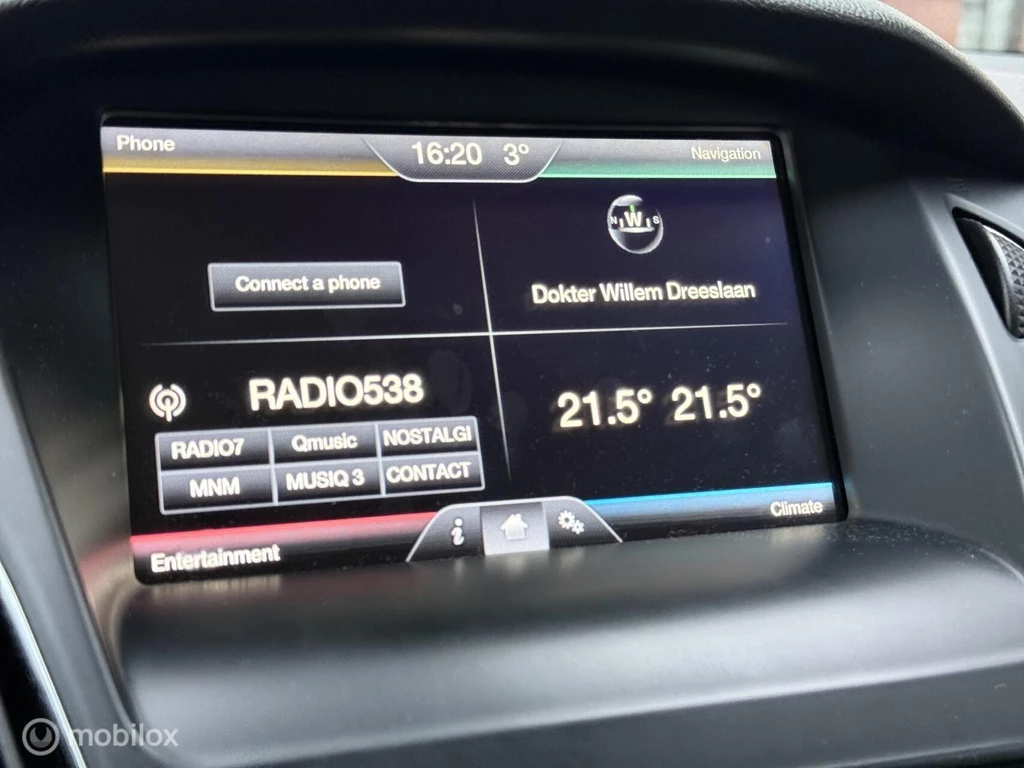 Phone
16:20 3°
Navigation
N W S
Connect a phone
Dokter Willem Dreeslaan
RADIO538
21.5° 21.5°
RADIO7 Qmusic NOSTALGI
MNM MUSIQ 3 CONTACT
i
Entertainment
Climate
mobilox